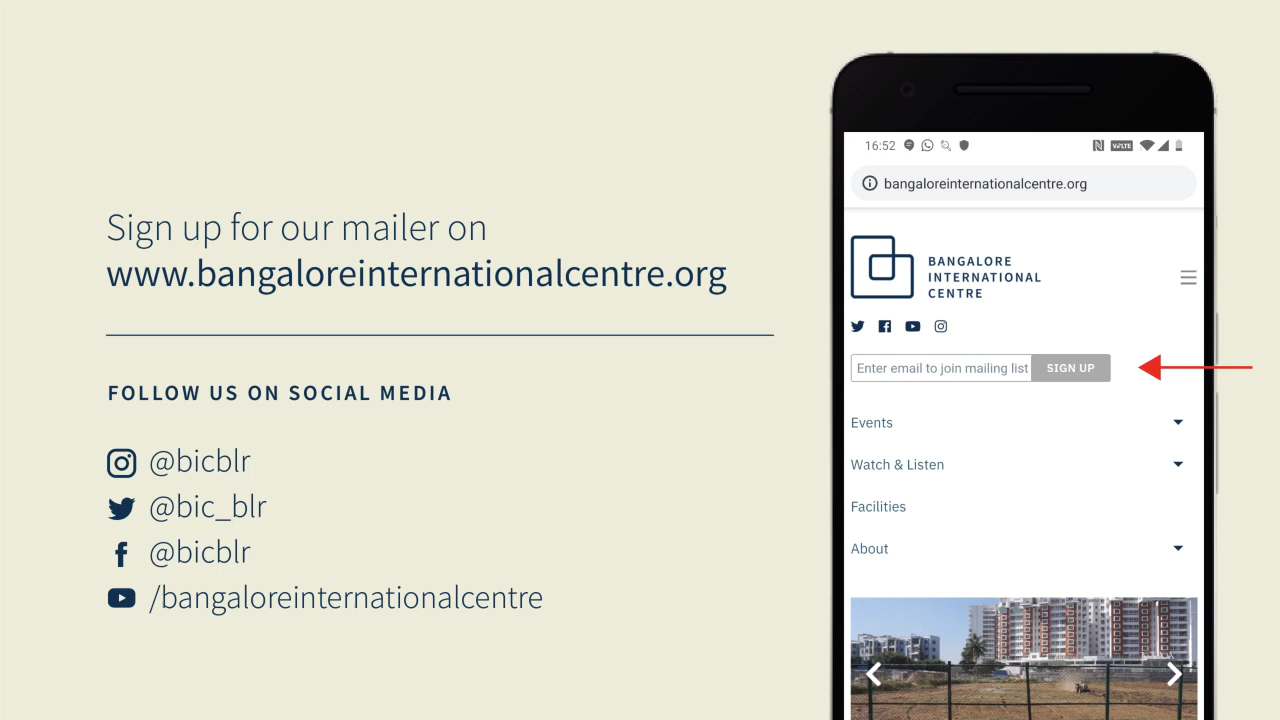 Sign up for our mailer on
www.bangaloreinternationalcentre.org
FOLLOW US ON SOCIAL MEDIA
@bicblr
@bic_blr
@bicblr
/bangaloreinternationalcentre
16:52
VoLTE
bangaloreinternationalcentre.org
BANGALORE
INTERNATIONAL
CENTRE
Enter email to join mailing list SIGN UP
Events
Watch & Listen
Facilities
About